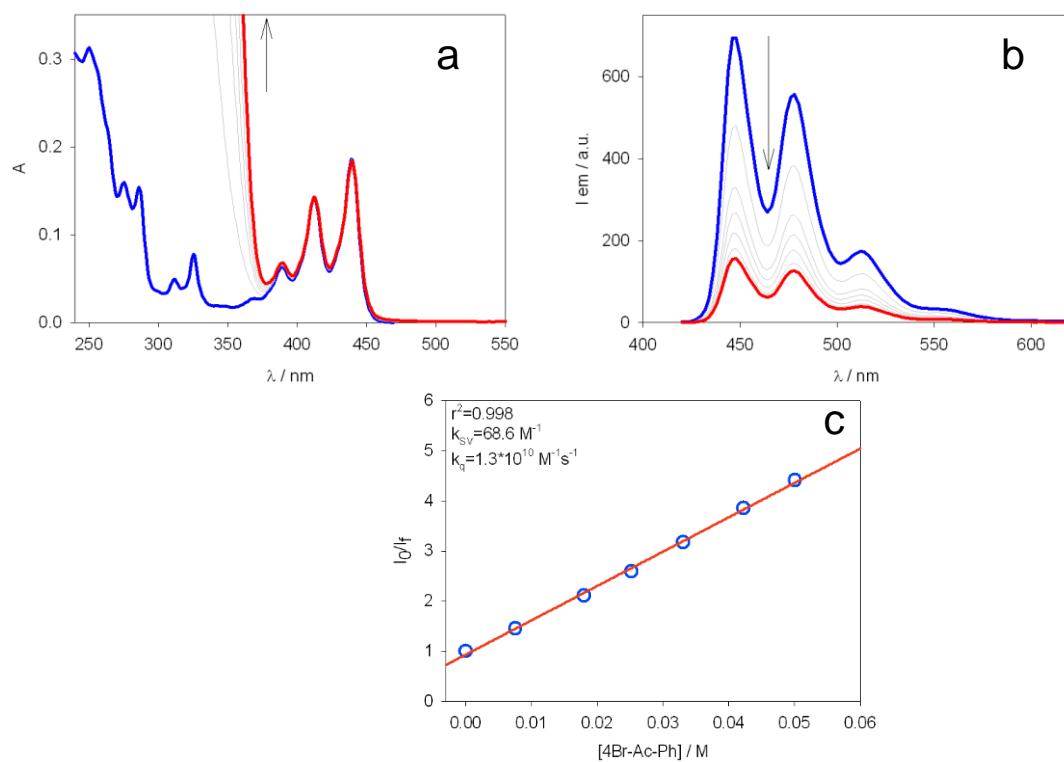 a
0.3
0.2
0.1
0.0
A
250 300 350 400 450 500 550
λ / nm
b
600
400
200
0
I em / a.u.
400 450 500 550 600
λ / nm
c
r²=0.998
k_SV=68.6 M⁻¹
k_q=1.3*10¹⁰ M⁻¹s⁻¹
6
5
4
3
2
1
0
I₀/I_f
0.00 0.01 0.02 0.03 0.04 0.05 0.06
[4Br-Ac-Ph] / M